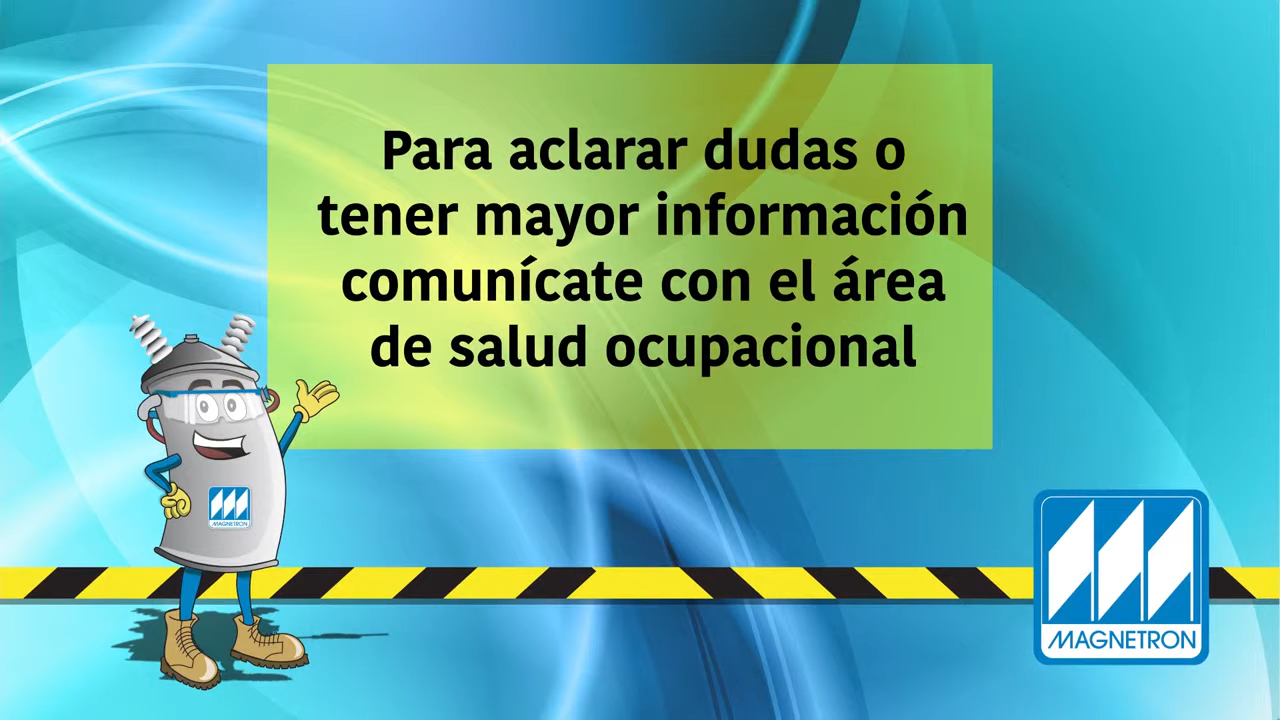 Para aclarar dudas o
tener mayor información
comunícate con el área
de salud ocupacional
MAGNETRON
MAGNETRON